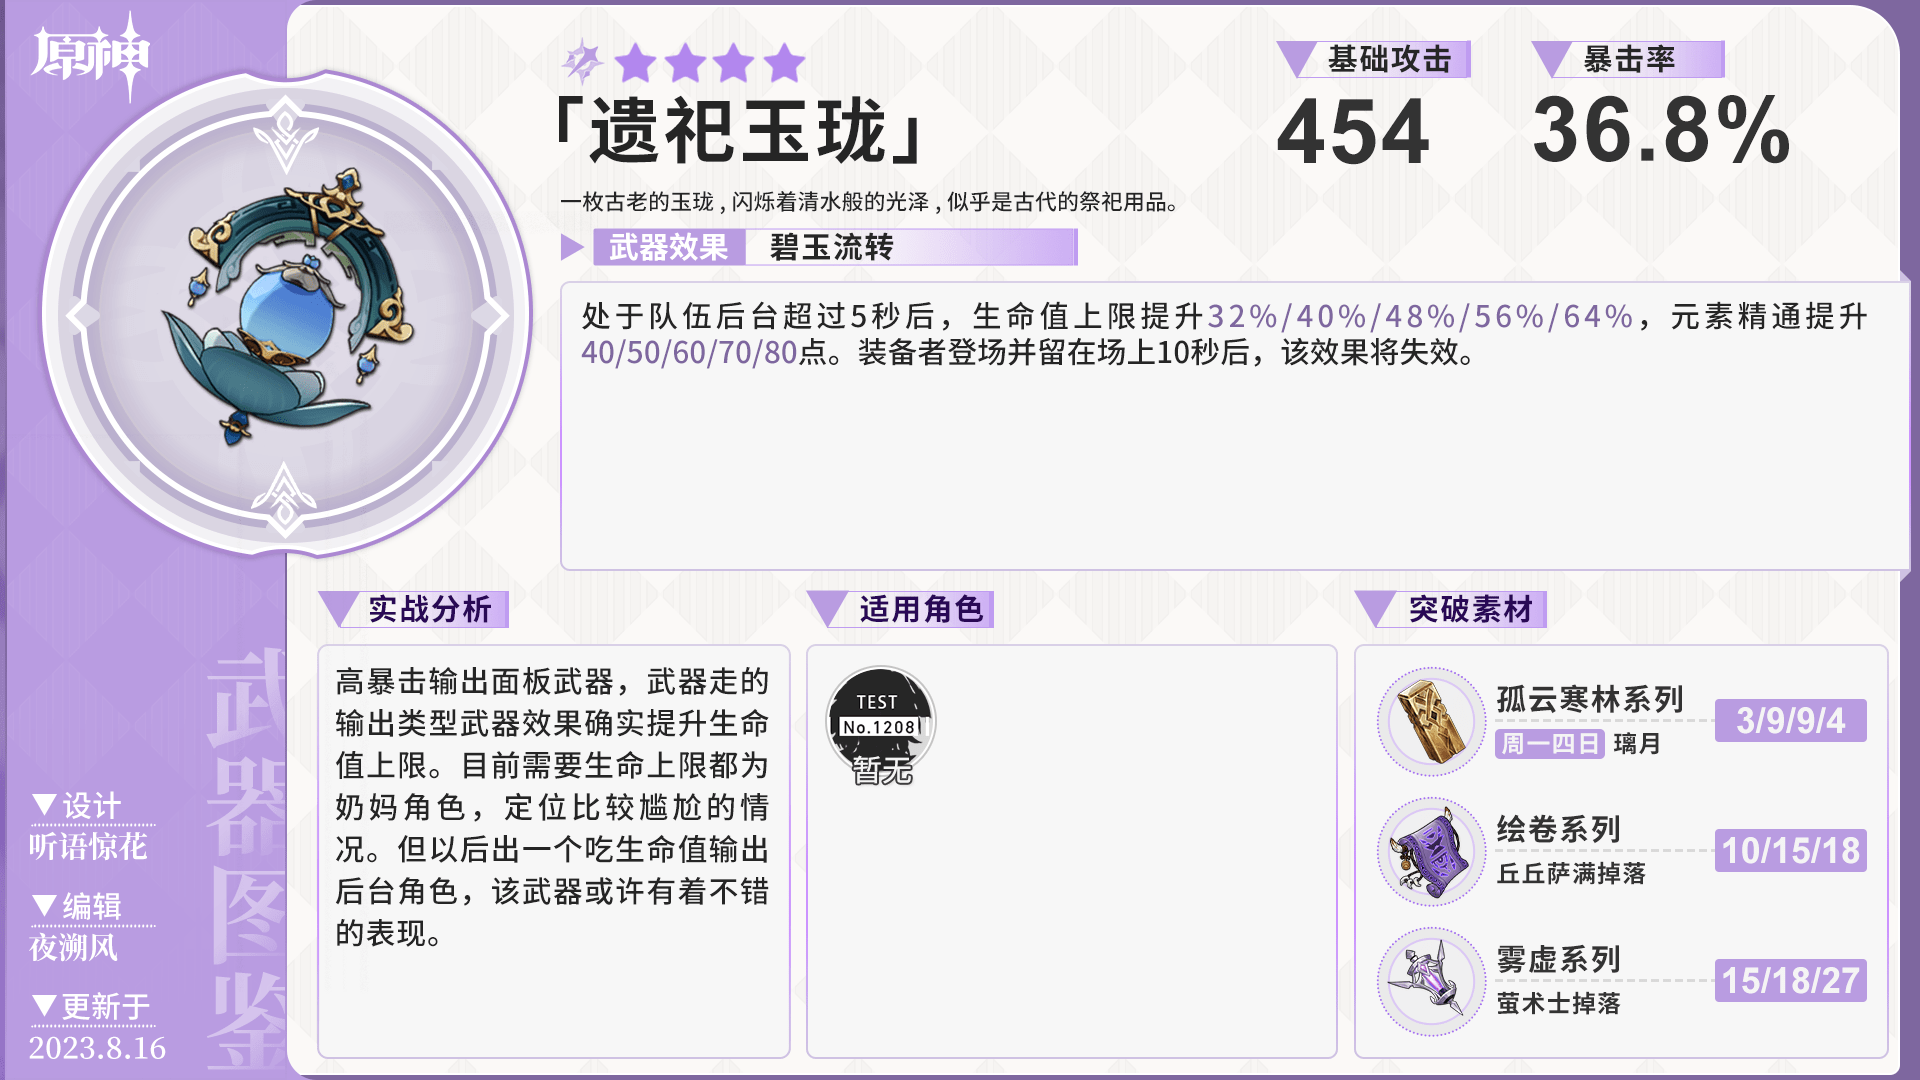 原神
「遗祀玉珑」
基础攻击
454
暴击率
36.8%
一枚古老的玉珑，闪烁着清水般的光泽，似乎是古代的祭祀用品。
武器效果
碧玉流转
处于队伍后台超过5秒后，生命值上限提升32%/40%/48%/56%/64%，元素精通提升
40/50/60/70/80点。装备者登场并留在场上10秒后，该效果将失效。
实战分析
高暴击输出面板武器，武器走的
输出类型武器效果确实提升生命
值上限。目前需要生命上限都为
奶妈角色，定位比较尴尬的情
况。但以后出一个吃生命值输出
后台角色，该武器或许有着不错
的表现。
适用角色
TEST
No.1208
暂无
突破素材
孤云寒林系列
周一四日 璃月
3/9/9/4
绘卷系列
丘丘萨满掉落
10/15/18
雾虚系列
萤术士掉落
15/18/27
武器图鉴
▼设计
听语惊花
▼编辑
夜溯风
▼更新于
2023.8.16